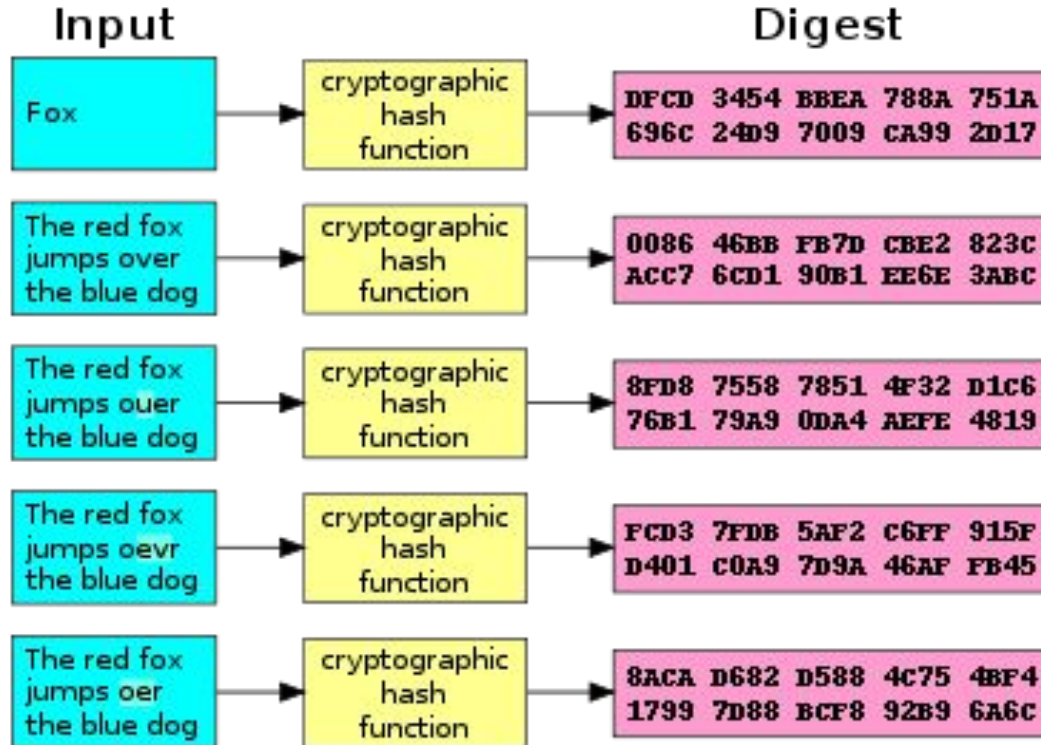 Input
Digest
Fox
cryptographic
hash
function
DFCD 3454 BBEA 788A 751A
696C 24D9 7009 CA99 2D17
The red fox
jumps over
the blue dog
cryptographic
hash
function
0086 46BB FB7D CBE2 823C
ACC7 6CD1 90B1 EE6E 3ABC
The red fox
jumps ouer
the blue dog
cryptographic
hash
function
8FD8 7558 7851 4F32 D1C6
76B1 79A9 0DA4 AEFE 4819
The red fox
jumps oevr
the blue dog
cryptographic
hash
function
FCD3 7FDB 5AF2 C6FF 915F
D401 C0A9 7D9A 46AF FB45
The red fox
jumps oer
the blue dog
cryptographic
hash
function
8ACA D682 D588 4C75 4BF4
1799 7D88 BCF8 92B9 6A6C